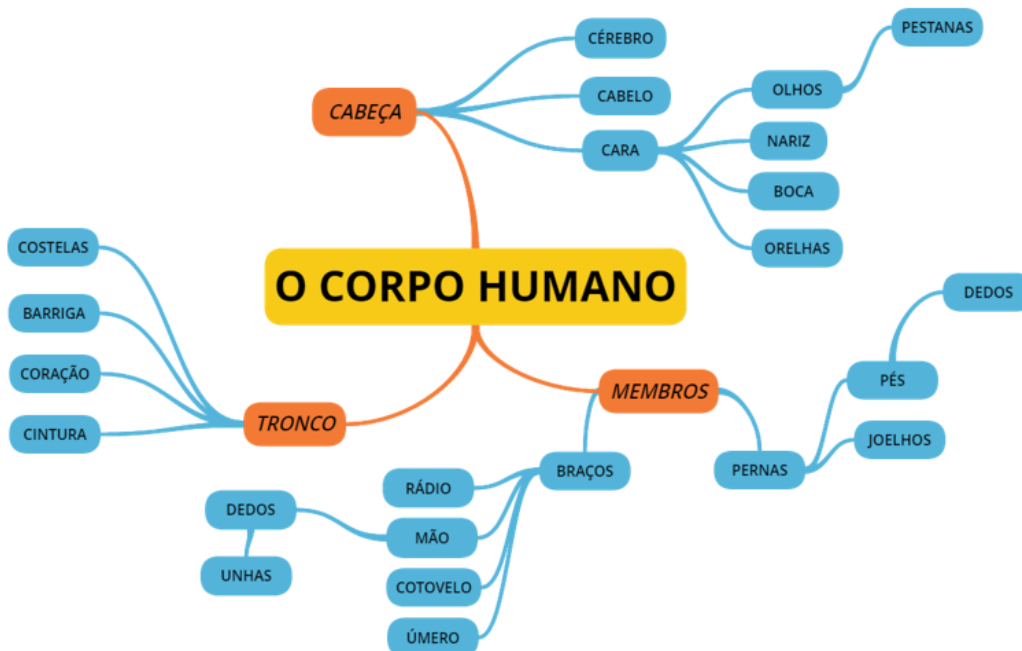 PESTANAS
CÉREBRO
OLHOS
CABELO
CABEÇA
CARA
NARIZ
BOCA
ORELHAS
COSTELAS
O CORPO HUMANO
DEDOS
BARRIGA
CORAÇÃO
PÉS
MEMBROS
TRONCO
CINTURA
JOELHOS
BRAÇOS
PERNAS
RÁDIO
DEDOS
MÃO
UNHAS
COTOVELO
ÚMERO